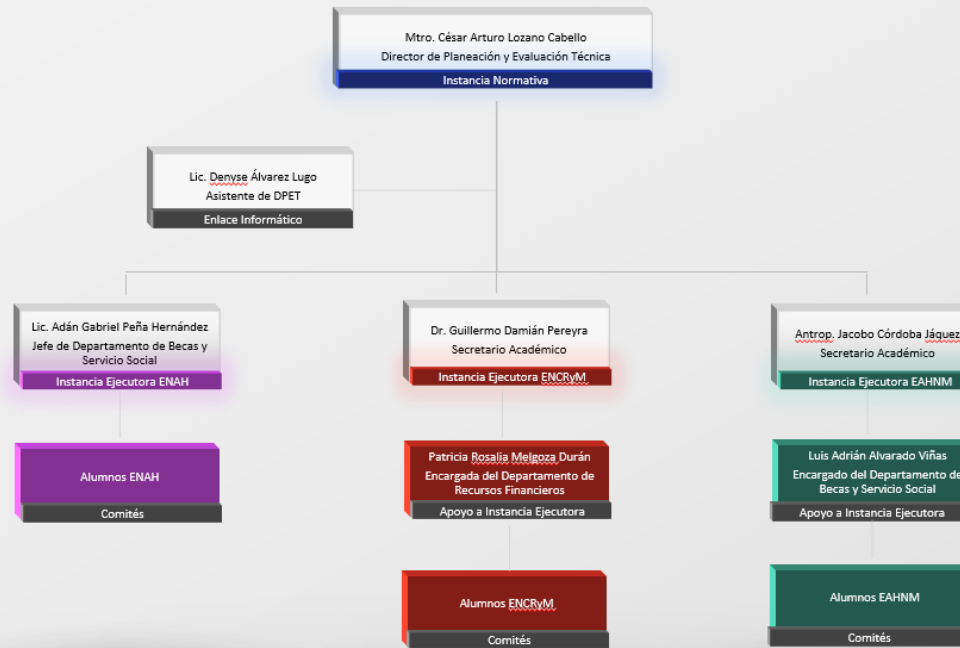 Mtro. César Arturo Lozano Cabello
Director de Planeación y Evaluación Técnica
Instancia Normativa
Lic. Denyse Álvarez Lugo
Asistente de DPET
Enlace Informático
Lic. Adán Gabriel Peña Hernández
Jefe de Departamento de Becas y
Servicio Social
Instancia Ejecutora ENAH
Dr. Guillermo Damián Pereyra
Secretario Académico
Instancia Ejecutora ENCRyM
Antrop. Jacobo Córdoba Jáquez
Secretario Académico
Instancia Ejecutora EAHNM
Alumnos ENAH
Comités
Patricia Rosalia Melgoza Durán
Encargada del Departamento de
Recursos Financieros
Apoyo a Instancia Ejecutora
Luis Adrián Alvarado Viñas
Encargado del Departamento de
Becas y Servicio Social
Apoyo a Instancia Ejecutora
Alumnos ENCRyM
Comités
Alumnos EAHNM
Comités